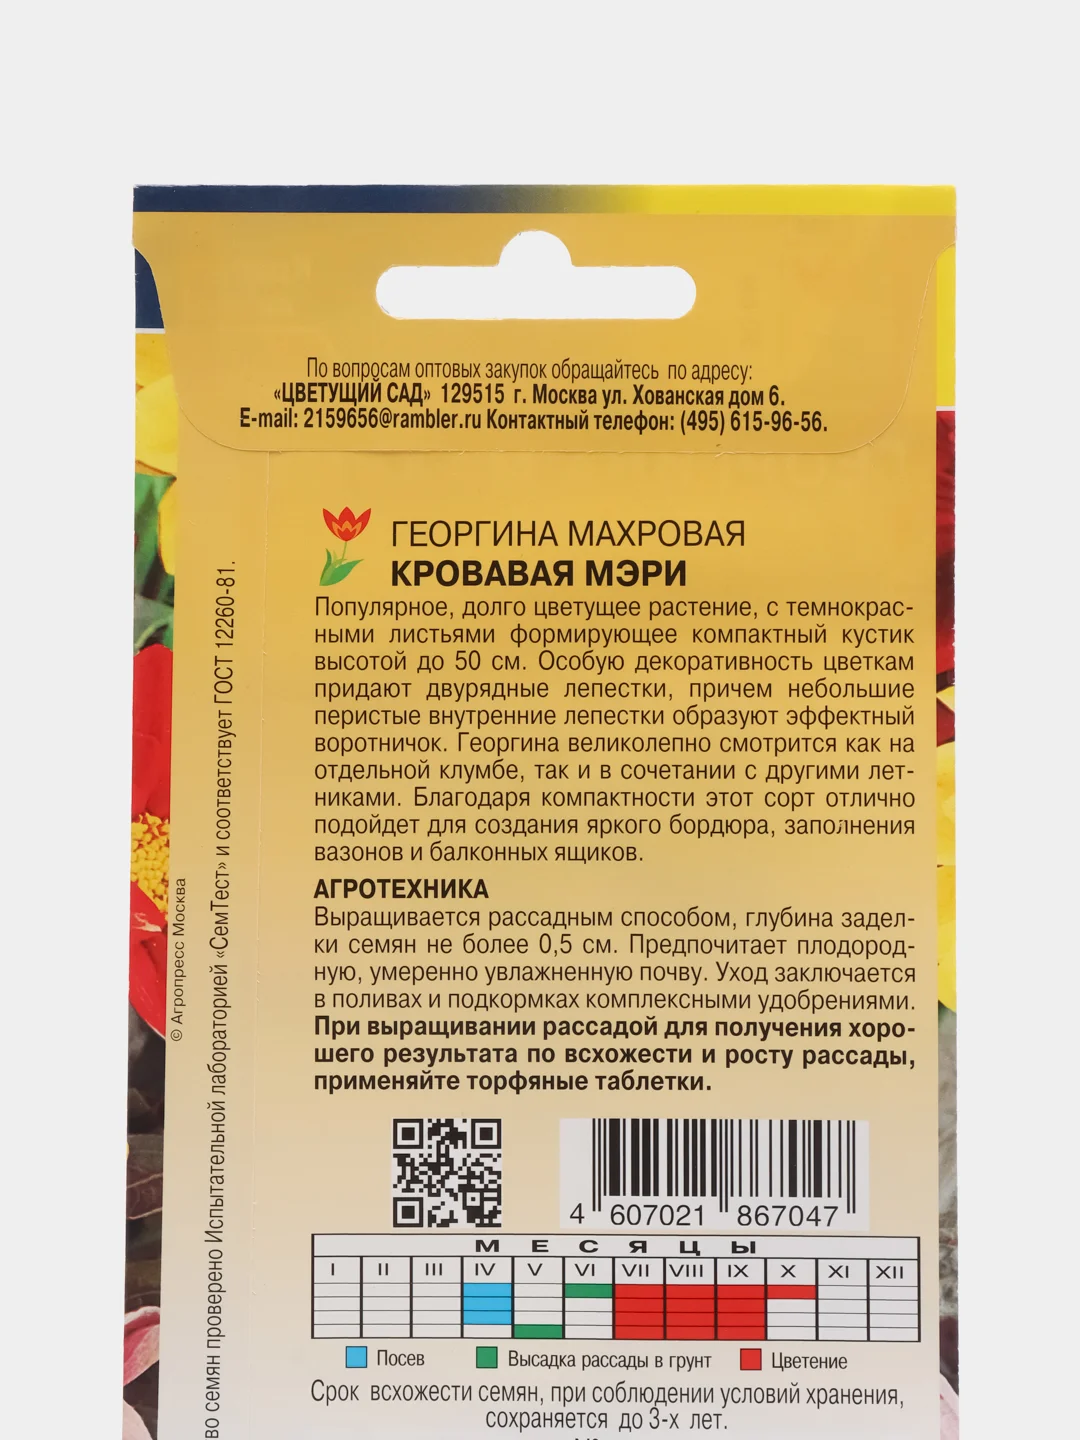 По вопросам оптовых закупок обращайтесь по адресу:
«ЦВЕТУЩИЙ САД» 129515 г. Москва ул. Хованская дом 6.
E-mail: 2159656@rambler.ru Контактный телефон: (495) 615-96-56.
ГЕОРГИНА МАХРОВАЯ
КРОВАВАЯ МЭРИ
Популярное, долго цветущее растение, с темнокрас-
ными листьями формирующее компактный кустик
высотой до 50 см. Особую декоративность цветкам
придают двурядные лепестки, причем небольшие
перистые внутренние лепестки образуют эффектный
воротничок. Георгина великолепно смотрится как на
отдельной клумбе, так и в сочетании с другими лет-
никами. Благодаря компактности этот сорт отлично
подойдет для создания яркого бордюра, заполнения
вазонов и балконных ящиков.
АГРОТЕХНИКА
Выращивается рассадным способом, глубина задел-
ки семян не более 0,5 см. Предпочитает плодород-
ную, умеренно увлажненную почву. Уход заключается
в поливах и подкормках комплексными удобрениями.
При выращивании рассадой для получения хоро-
шего результата по всхожести и росту рассады,
применяйте торфяные таблетки.
4 607021 867047
МЕСЯЦЫ
I II III IV V VI VII VIII IX X XI XII
Посев Высадка рассады в грунт Цветение
Срок всхожести семян, при соблюдении условий хранения,
сохраняется до 3-х лет.
© Агропресс Москва
во семян проверено Испытательной лабораторией «СемТест» и соответствует ГОСТ 12260-81.